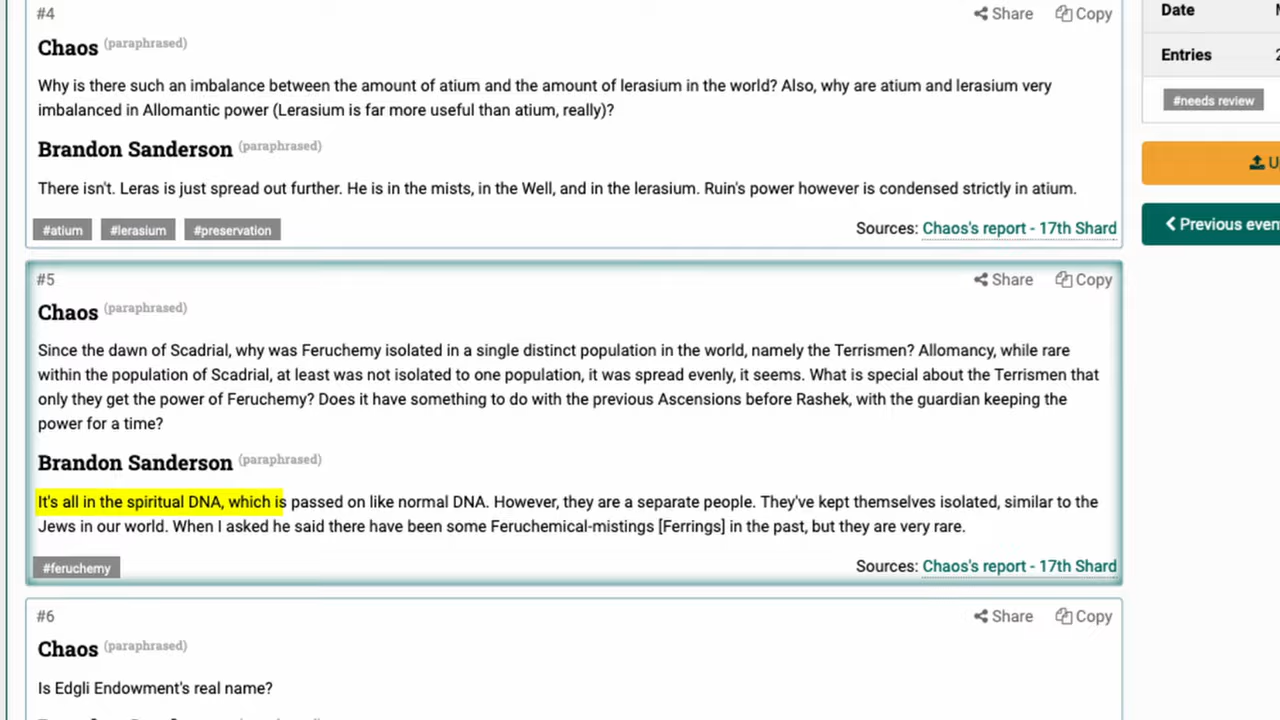 #4 Share Copy
Chaos (paraphrased)
Why is there such an imbalance between the amount of atium and the amount of lerasium in the world? Also, why are atium and lerasium very
imbalanced in Allomantic power (Lerasium is far more useful than atium, really)?
Brandon Sanderson (paraphrased)
There isn't. Leras is just spread out further. He is in the mists, in the Well, and in the lerasium. Ruin's power however is condensed strictly in atium.
#atium #lerasium #preservation Sources: Chaos's report - 17th Shard
#5 Share Copy
Chaos (paraphrased)
Since the dawn of Scadrial, why was Feruchemy isolated in a single distinct population in the world, namely the Terrismen? Allomancy, while rare
within the population of Scadrial, at least was not isolated to one population, it was spread evenly, it seems. What is special about the Terrismen that
only they get the power of Feruchemy? Does it have something to do with the previous Ascensions before Rashek, with the guardian keeping the
power for a time?
Brandon Sanderson (paraphrased)
It's all in the spiritual DNA, which is passed on like normal DNA. However, they are a separate people. They've kept themselves isolated, similar to the
Jews in our world. When I asked he said there have been some Feruchemical-mistings [Ferrings] in the past, but they are very rare.
#feruchemy Sources: Chaos's report - 17th Shard
#6 Share Copy
Chaos (paraphrased)
Is Edgli Endowment's real name?
Date
Entries 2
#needs review
Previous even